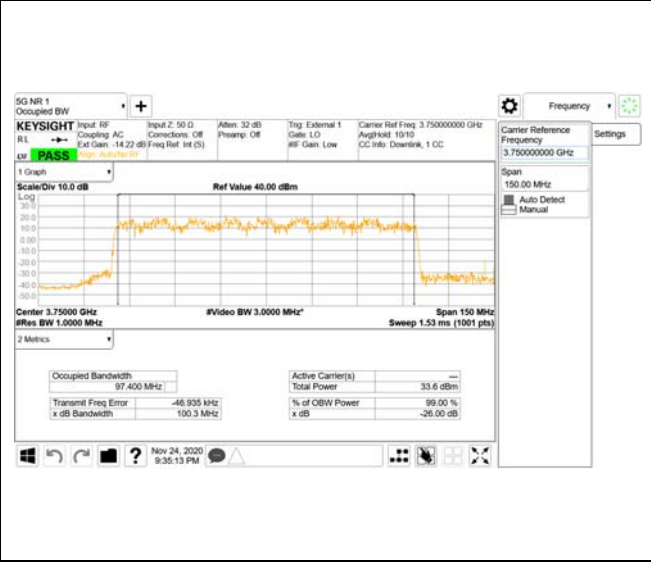 5G NR 1
Occupied BW
Frequency
KEYSIGHT
Input: RF
Input Z: 50 Ω
Atten: 32 dB
Trig: External 1
Carrier Ref Freq: 3.750000000 GHz
R L
Coupling: AC
Corrections: Off
Preamp: Off
Gate: LO
Avg|Hold: 10/10
Ext Gain: -14.22 dB
Freq Ref: Int (S)
#IF Gain: Low
CC Info: Downlink, 1 CC
PASS
Align: Auto/No RF
Carrier Reference
Frequency
3.750000000 GHz
Settings
Span
150.00 MHz
Auto Detect
Manual
1 Graph
Scale/Div 10.0 dB
Ref Value 40.00 dBm
Log
30.0
20.0
10.0
0.00
-10.0
-20.0
-30.0
-40.0
-50.0
Center 3.75000 GHz
#Video BW 3.0000 MHz*
Span 150 MHz
#Res BW 1.0000 MHz
Sweep 1.53 ms (1001 pts)
2 Metrics
Occupied Bandwidth
97.400 MHz
Active Carrier(s)
---
Total Power
33.6 dBm
Transmit Freq Error
-46.935 kHz
% of OBW Power
99.00 %
x dB Bandwidth
100.3 MHz
x dB
-26.00 dB
?
Nov 24, 2020
9:35:13 PM